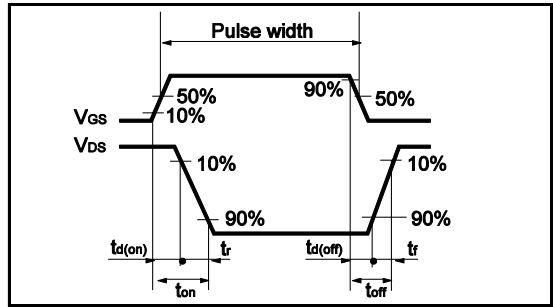 Pulse width
90%
50%
50%
VGS
10%
VDS
10%
10%
90%
90%
td(on)
tr
td(off)
tf
ton
toff